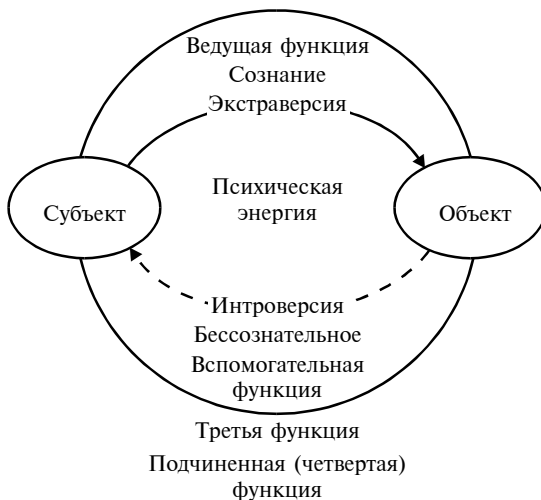 Ведущая функция
Сознание
Экстраверсия
Психическая
энергия
Субъект
Объект
Интроверсия
Бессознательное
Вспомогательная
функция
Третья функция
Подчиненная (четвертая)
функция